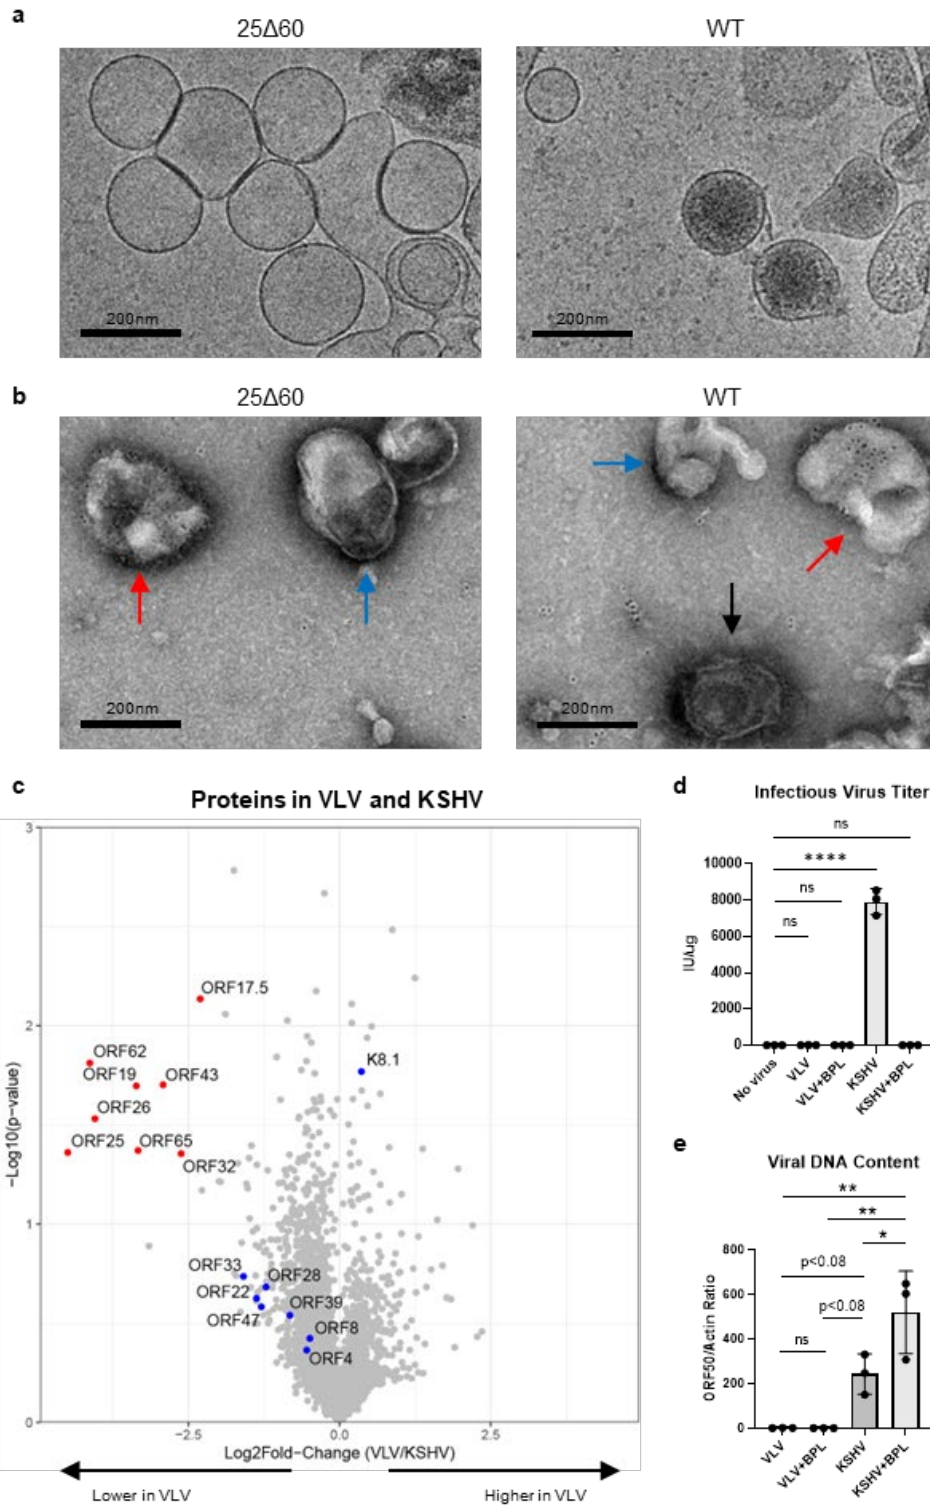 a
25Δ60
WT
200nm
200nm
b
25Δ60
WT
200nm
200nm
c
Proteins in VLV and KSHV
3
2
1
0
−Log10(p−value)
ORF17.5
ORF62
ORF19
ORF43
K8.1
ORF26
ORF25
ORF65
ORF32
ORF33
ORF28
ORF22
ORF39
ORF47
ORF8
ORF4
−2.5
0.0
2.5
Log2Fold−Change (VLV/KSHV)
Lower in VLV
Higher in VLV
d
Infectious Virus Titer
ns
****
ns
ns
10000
8000
6000
4000
2000
0
IU/ug
No virus
VLV
VLV+BPL
KSHV
KSHV+BPL
e
Viral DNA Content
**
**
*
p<0.08
p<0.08
ns
800
600
400
200
0
ORF50/Actin Ratio
VLV
VLV+BPL
KSHV
KSHV+BPL